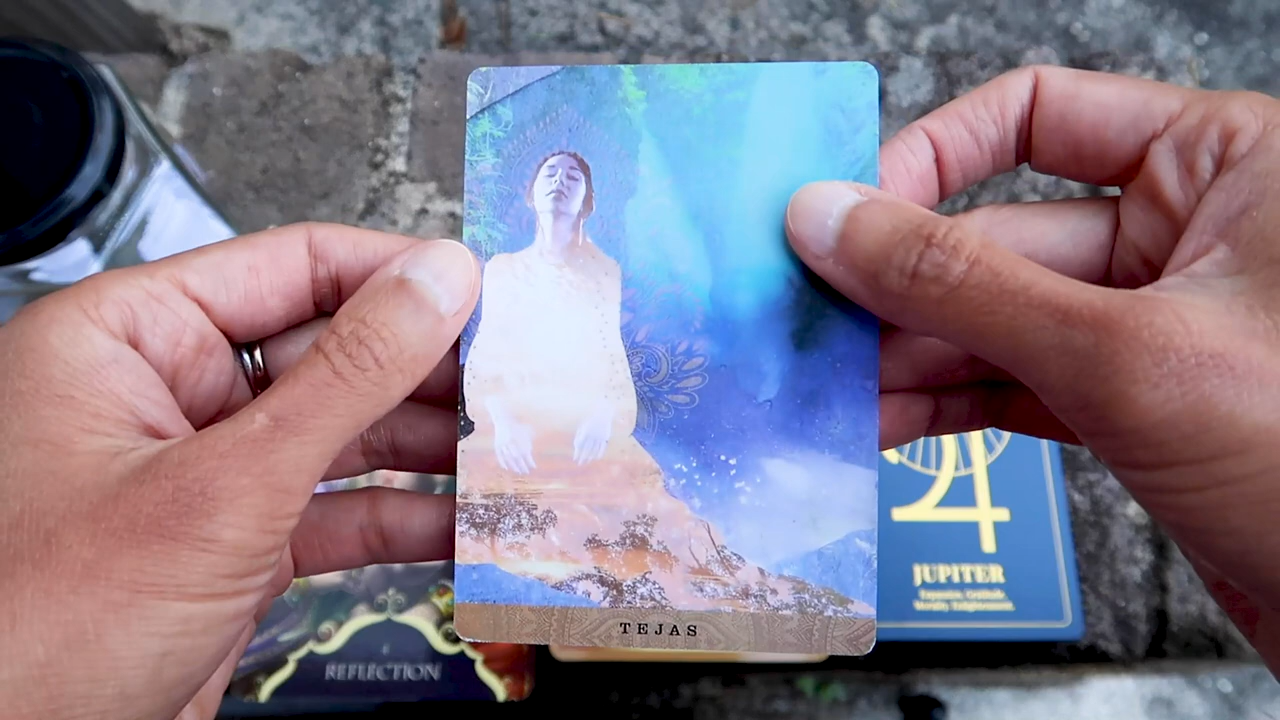 TEJAS
JUPITER
Expansion, Gratitude
Morality, Enlightenment
REFLECTION